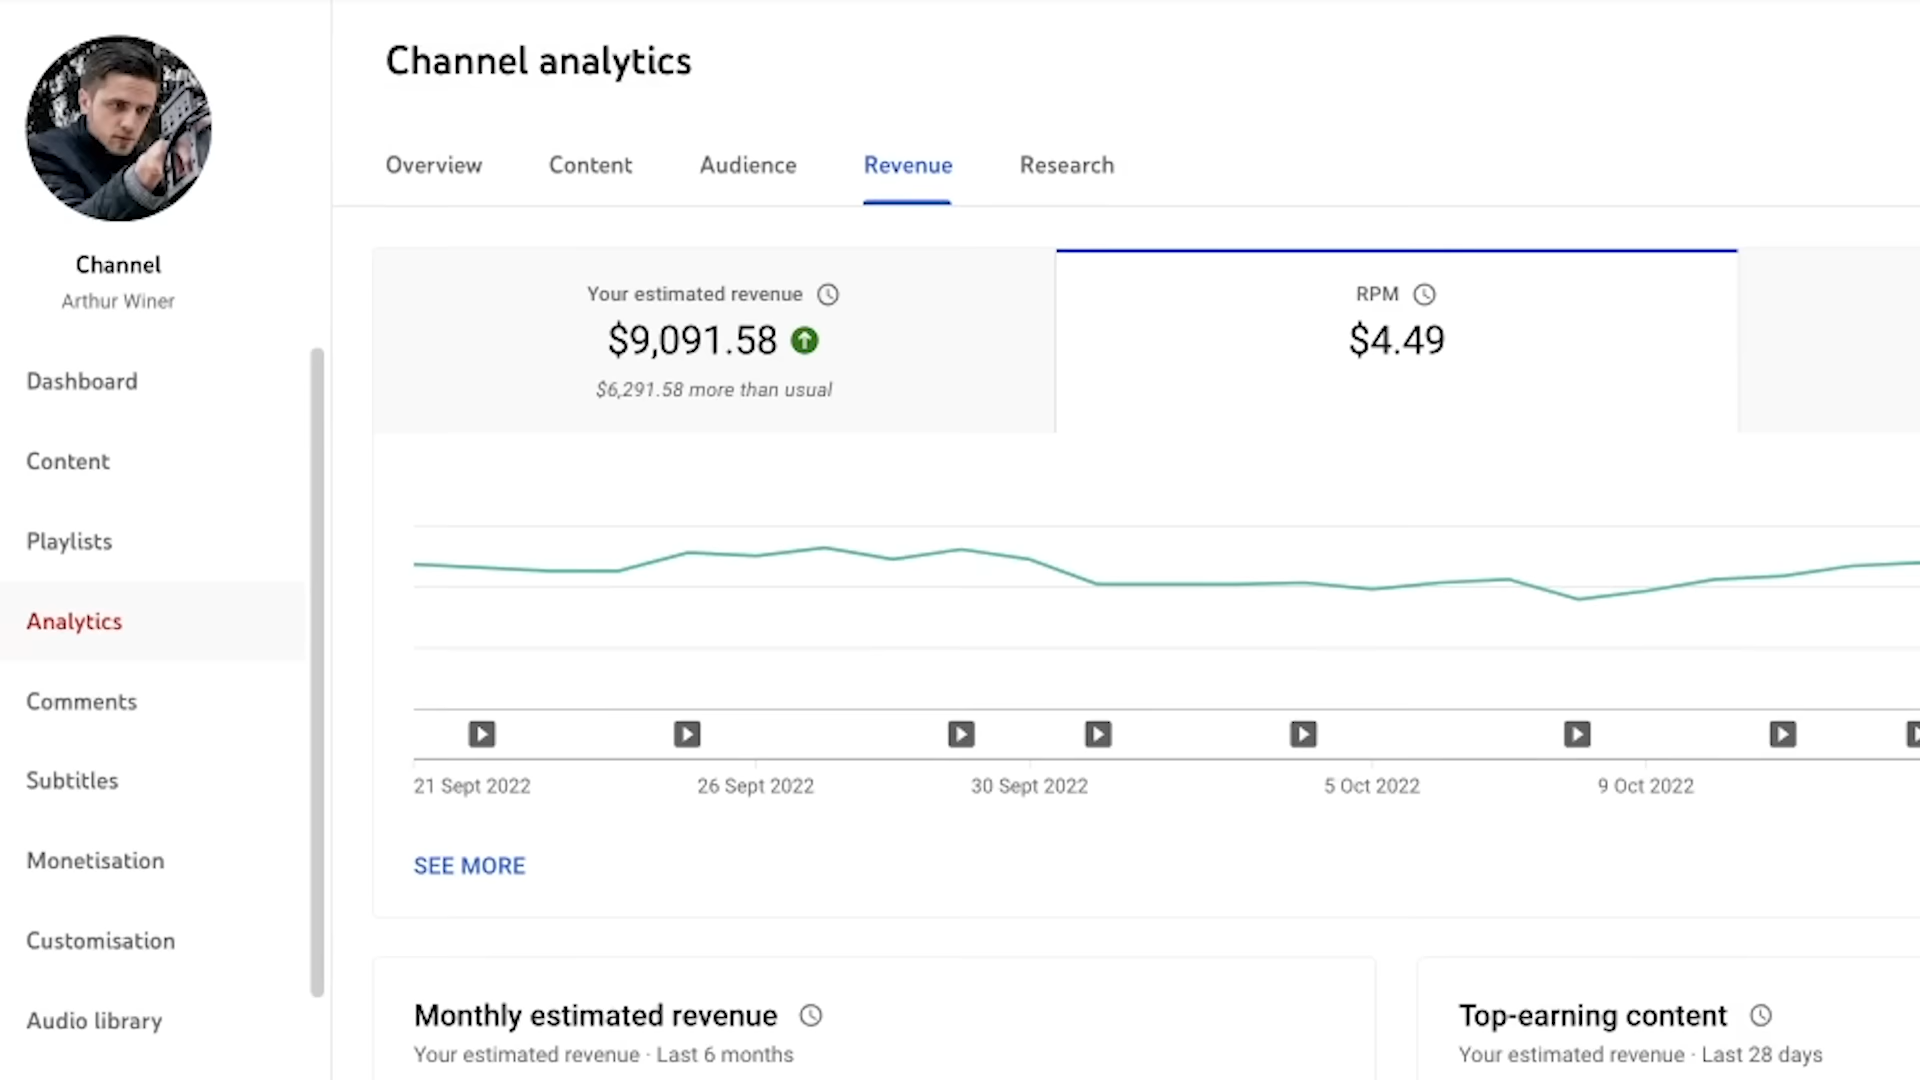 Channel
Arthur Winer
Dashboard
Content
Playlists
Analytics
Comments
Subtitles
Monetisation
Customisation
Audio library
Channel analytics
Overview Content Audience Revenue Research
Your estimated revenue
$9,091.58
$6,291.58 more than usual
RPM
$4.49
21 Sept 2022 26 Sept 2022 30 Sept 2022 5 Oct 2022 9 Oct 2022
SEE MORE
Monthly estimated revenue
Your estimated revenue · Last 6 months
Top-earning content
Your estimated revenue · Last 28 days